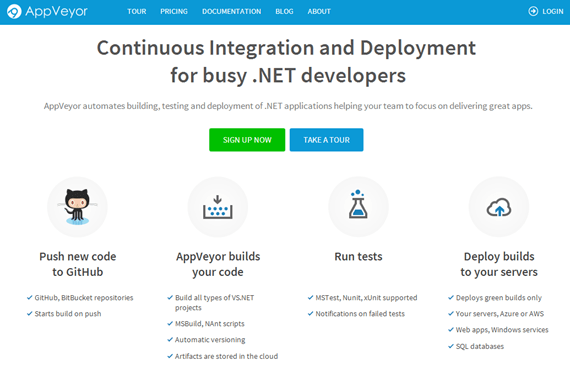 AppVeyor TOUR PRICING DOCUMENTATION BLOG ABOUT LOGIN
Continuous Integration and Deployment
for busy .NET developers
AppVeyor automates building, testing and deployment of .NET applications helping your team to focus on delivering great apps.
SIGN UP NOW TAKE A TOUR
Push new code
to GitHub
GitHub, BitBucket repositories
Starts build on push
AppVeyor builds
your code
Build all types of VS.NET
projects
MSBuild, NAnt scripts
Automatic versioning
Artifacts are stored in the cloud
Run tests
MSTest, Nunit, xUnit supported
Notifications on failed tests
Deploy builds
to your servers
Deploys green builds only
Your servers, Azure or AWS
Web apps, Windows services
SQL databases